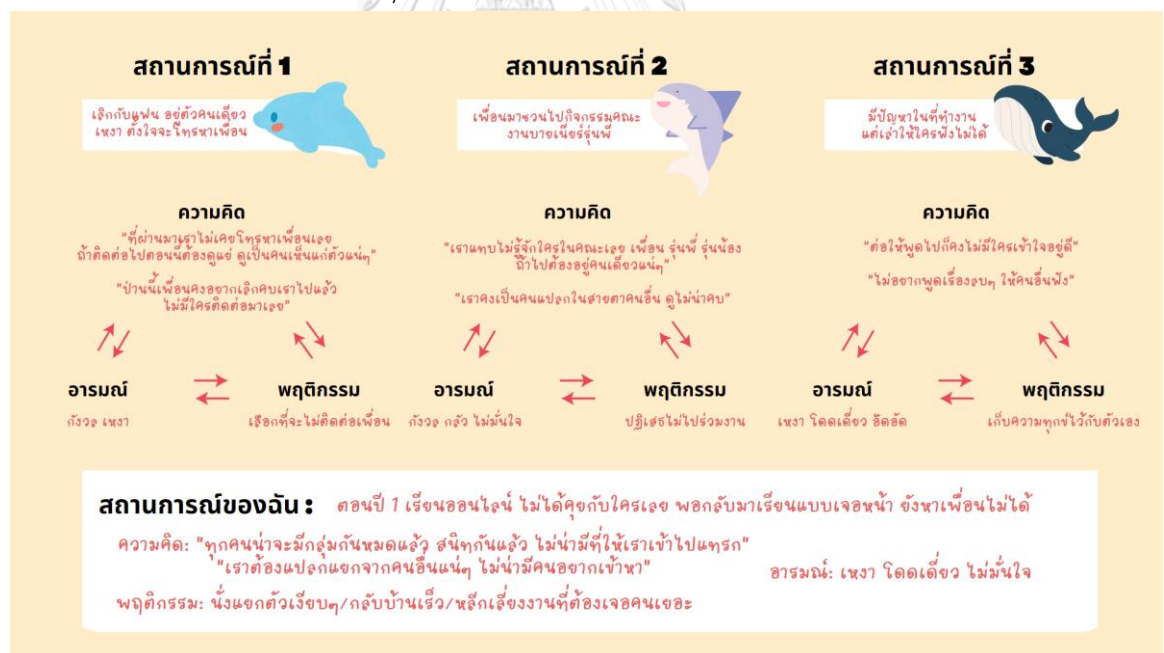 สถานการณ์ที่ 1
เลิกกับแฟน อยู่ตัวคนเดียว
เหงา ตั้งใจจะโทรหาเพื่อน
ความคิด
"ที่ผ่านมาเราไม่เคยโทรหาเพื่อนเลย
ถ้าติดต่อไปตอนนี้ต้องดูแย่ ดูเป็นคนเห็นแก่ตัวแน่ๆ"
"ป่านนี้เพื่อนคงอยากเลิกคบเราไปแล้ว
ไม่มีใครติดต่อมาเลย"
อารมณ์
กังวล เหงา
พฤติกรรม
เลือกที่จะไม่ติดต่อเพื่อน
สถานการณ์ที่ 2
เพื่อนมาชวนไปกิจกรรมคณะ
งานบายเนียร์รุ่นพี่
ความคิด
"เราแทบไม่รู้จักใครในคณะเลย เพื่อน รุ่นพี่ รุ่นน้อง
ถ้าไปต้องอยู่คนเดียวแน่ๆ"
"เราคงเป็นคนแปลกในสายตาคนอื่น ดูไม่น่าคบ"
อารมณ์
กังวล กลัว ไม่มั่นใจ
พฤติกรรม
ปฏิเสธไม่ไปร่วมงาน
สถานการณ์ที่ 3
มีปัญหาในที่ทำงาน
แต่เล่าให้ใครฟังไม่ได้
ความคิด
"ต่อให้พูดไปก็คงไม่มีใครเข้าใจอยู่ดี"
"ไม่อยากพูดเรื่องลบๆ ให้คนอื่นฟัง"
อารมณ์
เหงา โดดเดี่ยว อึดอัด
พฤติกรรม
เก็บความทุกข์ไว้กับตัวเอง
สถานการณ์ของฉัน : ตอนปี 1 เรียนออนไลน์ ไม่ได้คุยกับใครเลย พอกลับมาเรียนแบบเจอหน้า ยังหาเพื่อนไม่ได้
ความคิด: "ทุกคนน่าจะมีกลุ่มกันหมดแล้ว สนิทกันแล้ว ไม่น่ามีที่ให้เราเข้าไปแทรก"
"เราต้องแปลกแยกจากคนอื่นแน่ๆ ไม่น่ามีคนอยากเข้าหา"
อารมณ์: เหงา โดดเดี่ยว ไม่มั่นใจ
พฤติกรรม: นั่งแยกตัวเงียบๆ/กลับบ้านเร็ว/หลีกเลี่ยงงานที่ต้องเจอคนเยอะ